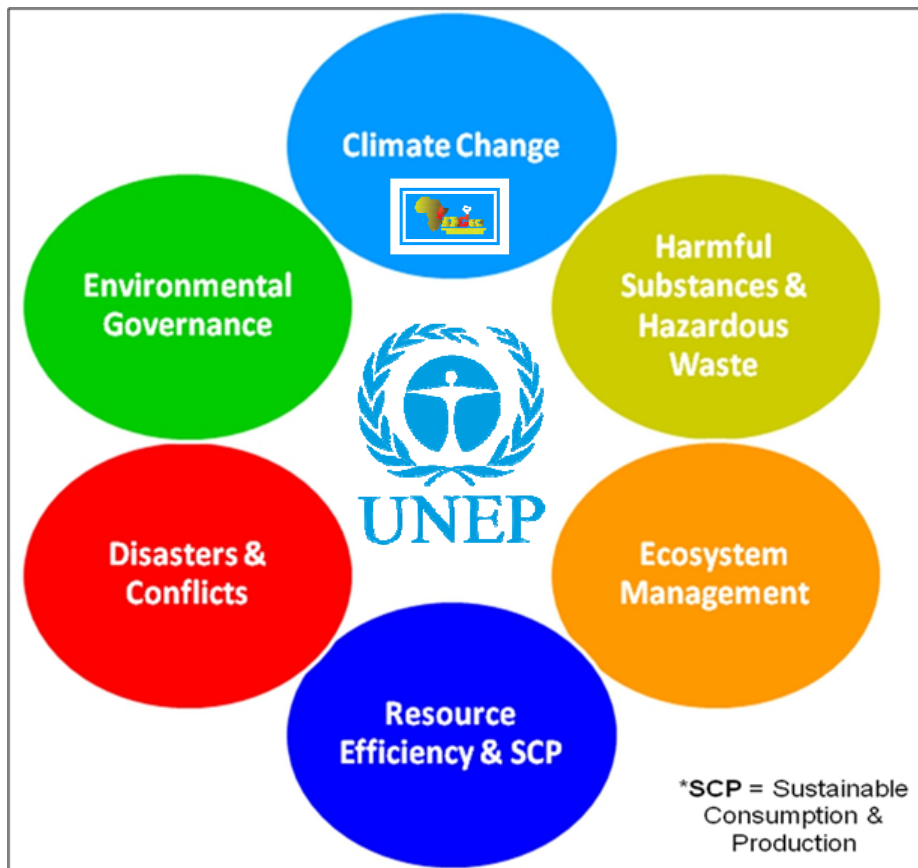 Climate Change
Environmental
Governance
Harmful
Substances &
Hazardous
Waste
UNEP
Disasters &
Conflicts
Ecosystem
Management
Resource
Efficiency & SCP
*SCP = Sustainable
Consumption &
Production